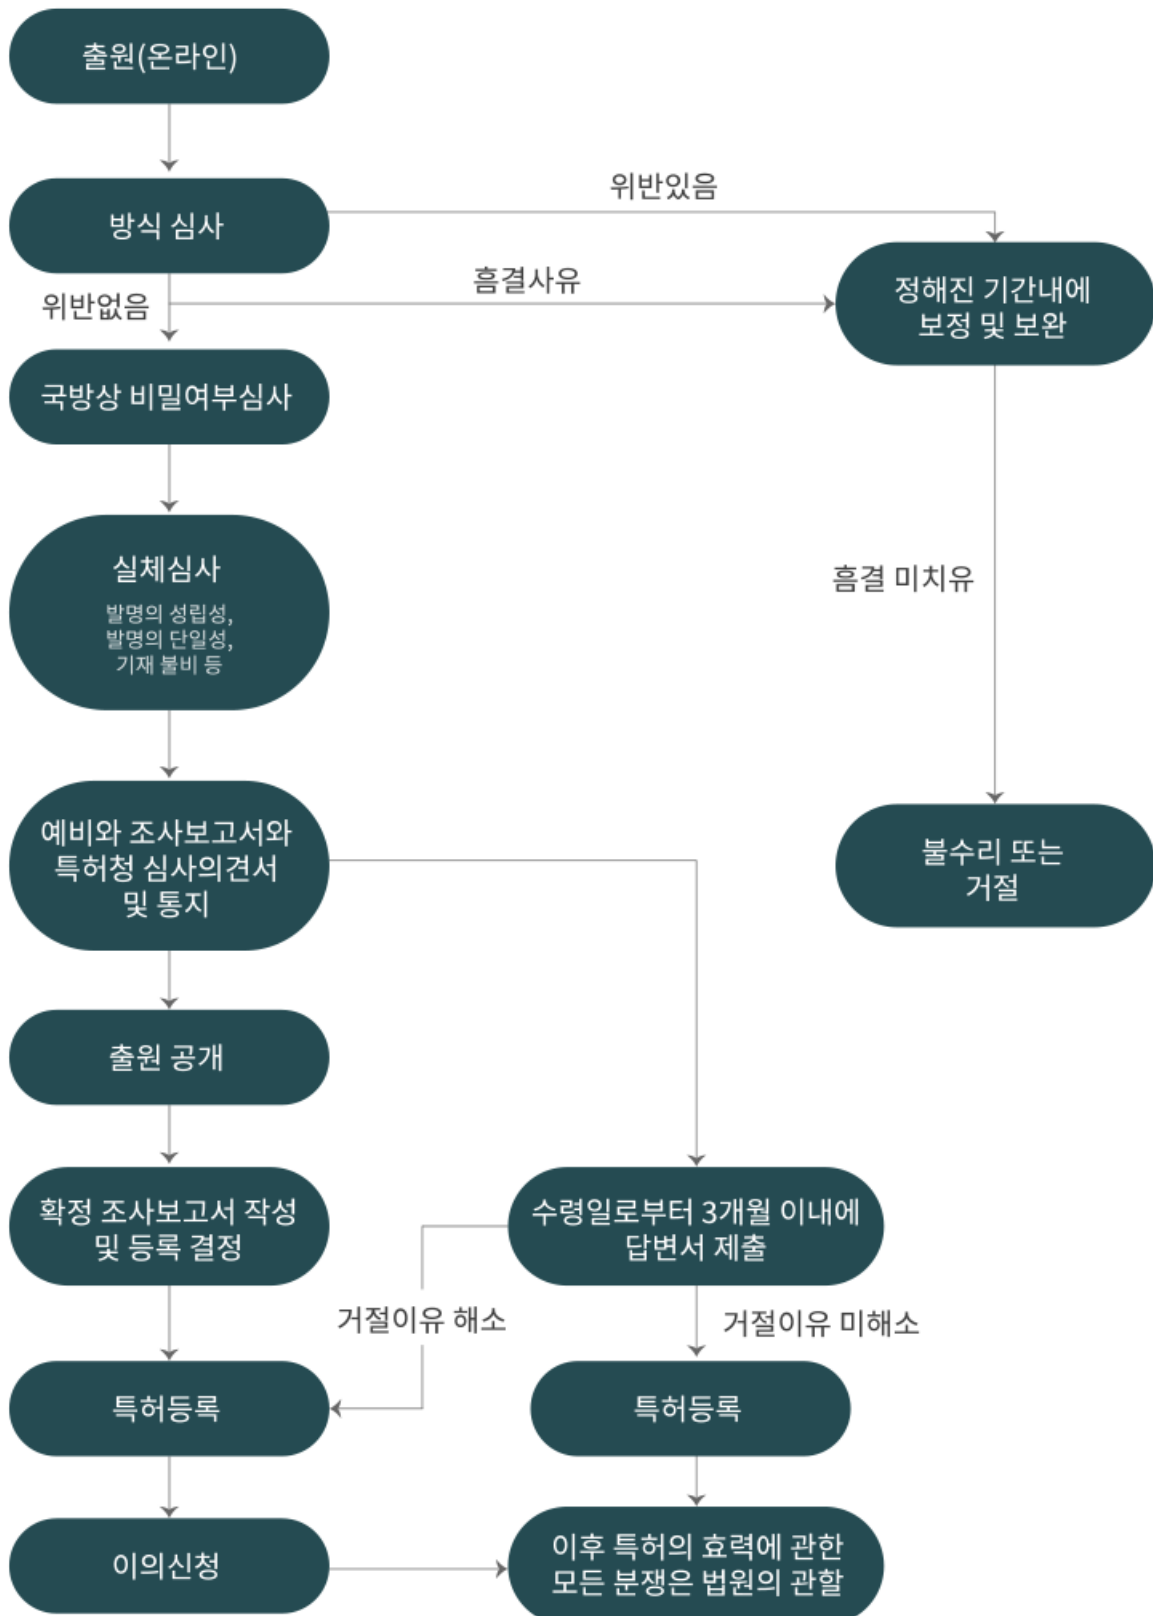 출원(온라인)
방식 심사
위반있음
위반없음
흠결사유
정해진 기간내에
보정 및 보완
국방상 비밀여부심사
실체심사
발명의 성립성,
발명의 단일성,
기재 불비 등
흠결 미치유
예비와 조사보고서와
특허청 심사의견서
및 통지
불수리 또는
거절
출원 공개
확정 조사보고서 작성
및 등록 결정
수령일로부터 3개월 이내에
답변서 제출
거절이유 해소
거절이유 미해소
특허등록
특허등록
이의신청
이후 특허의 효력에 관한
모든 분쟁은 법원의 관할